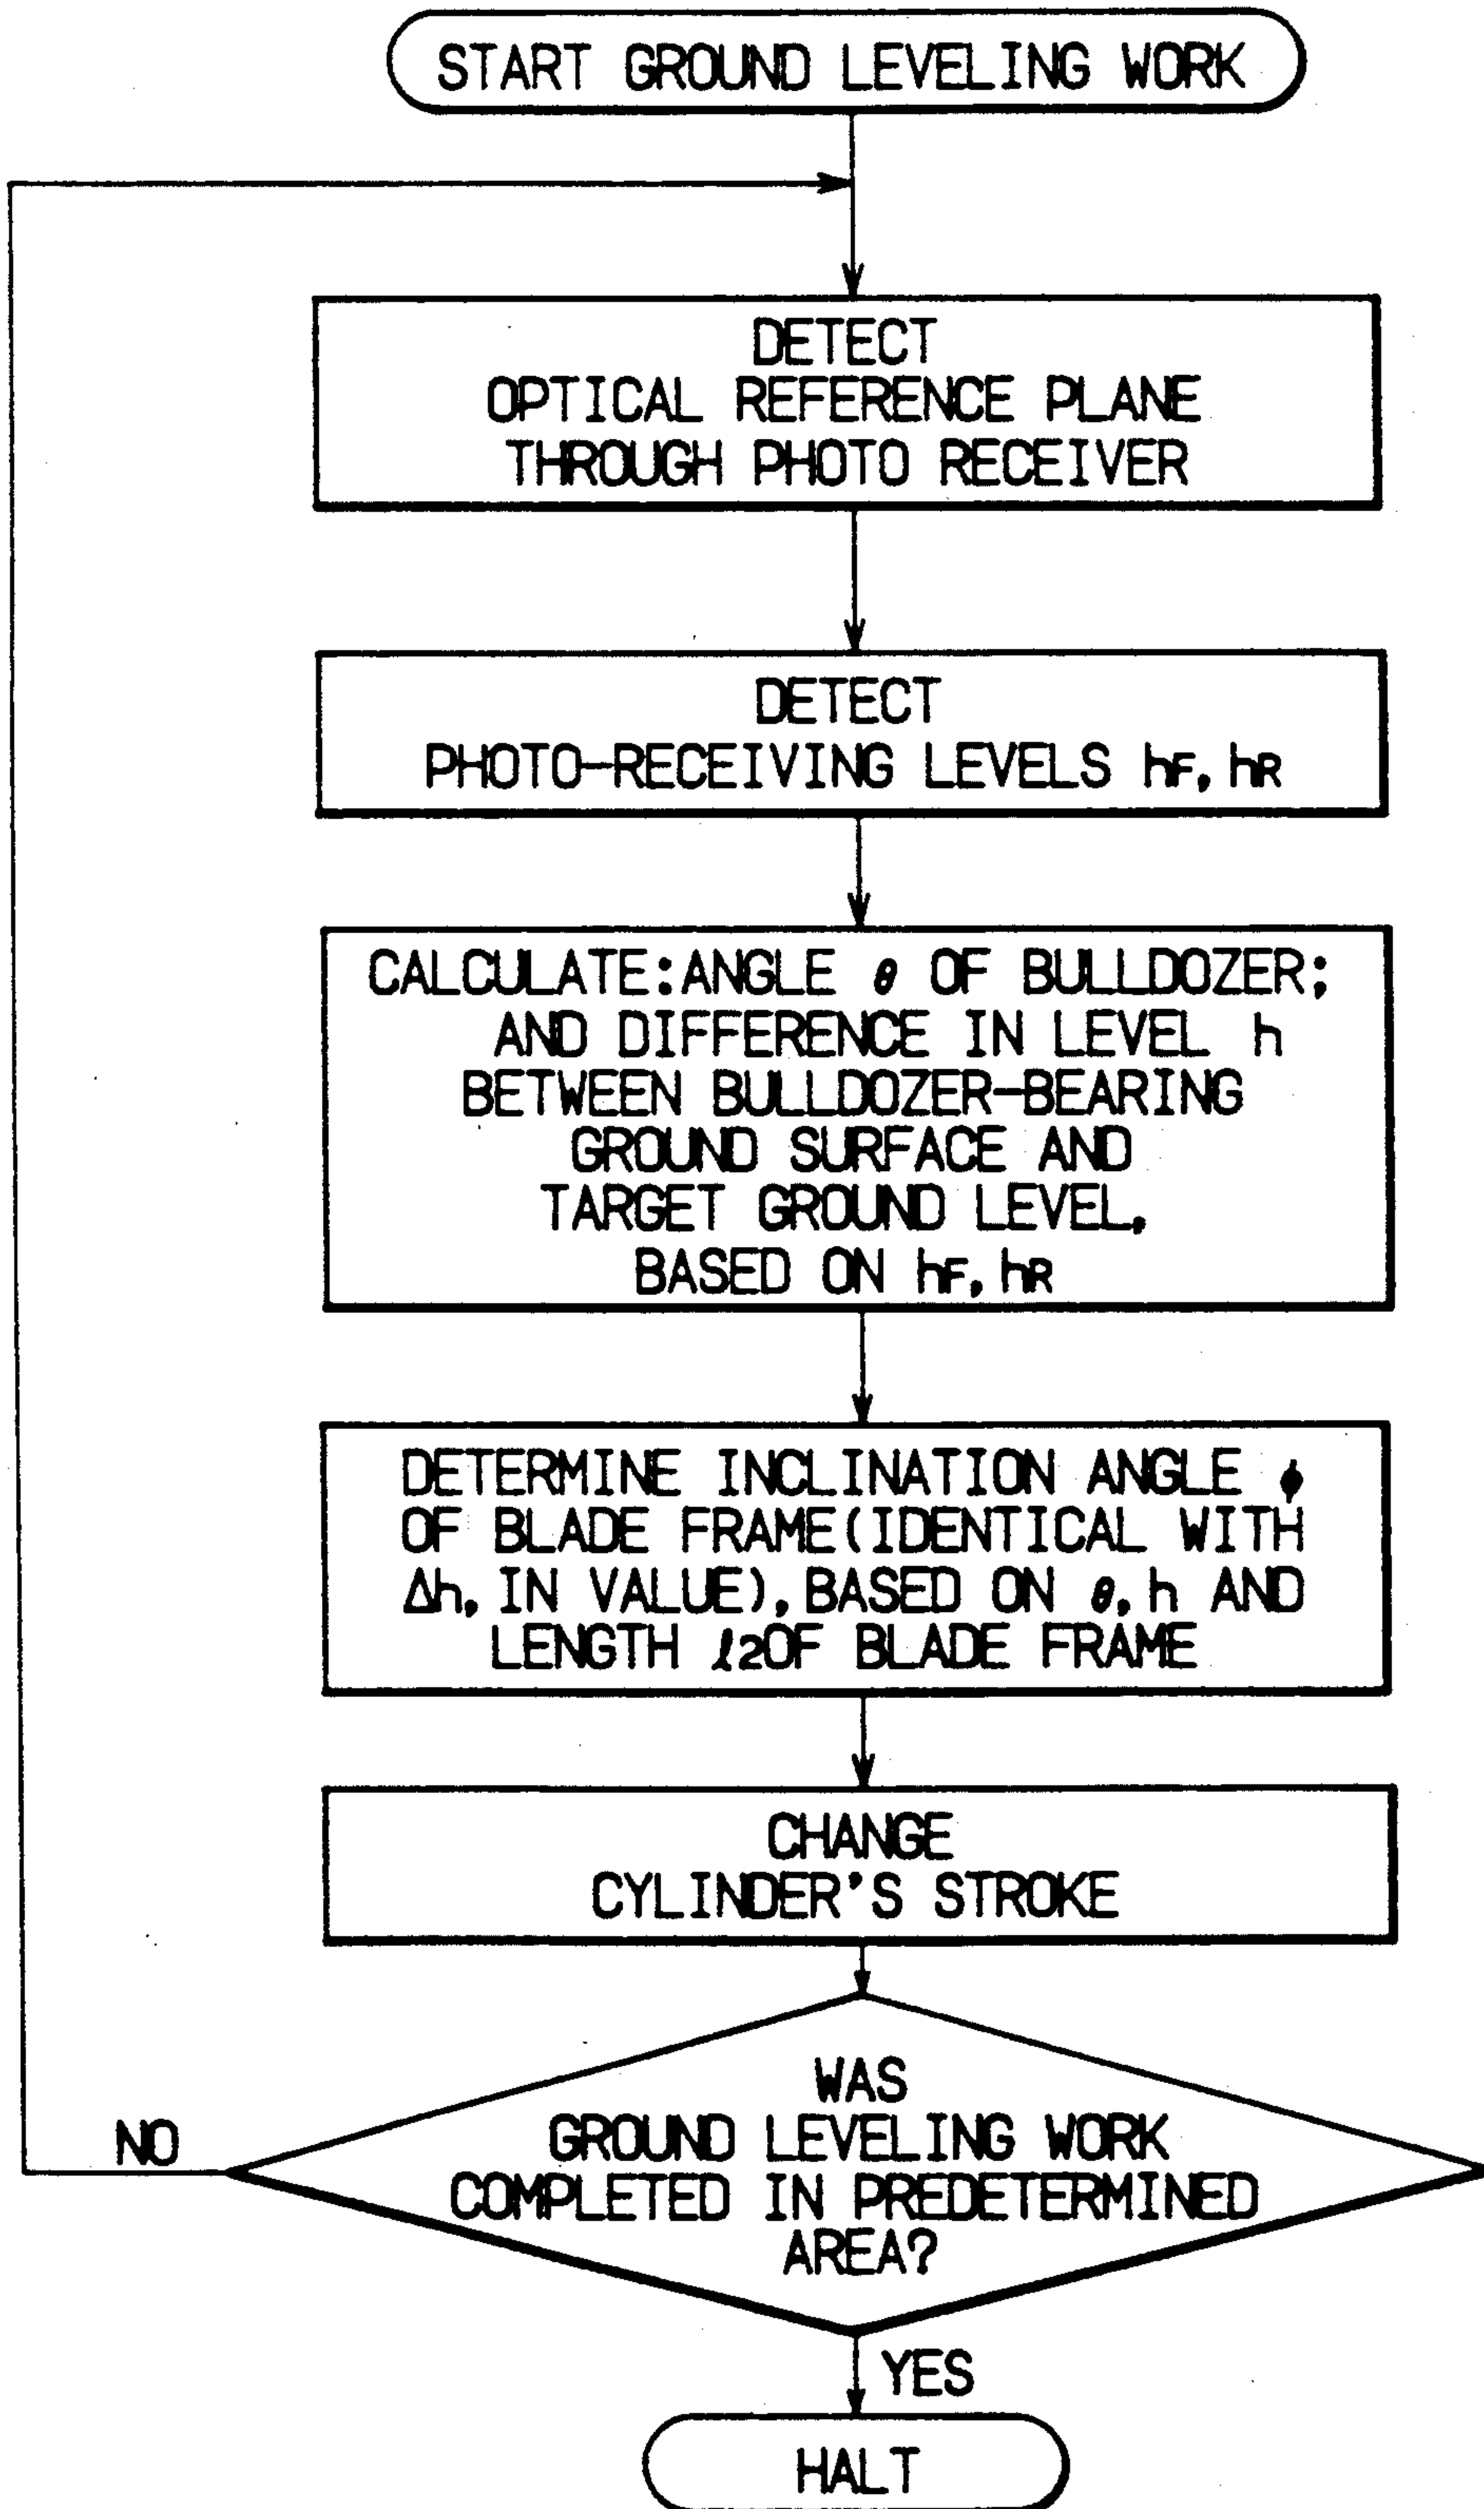 START GROUND LEVELING WORK
DETECT
OPTICAL REFERENCE PLANE
THROUGH PHOTO RECEIVER
DETECT
PHOTO-RECEIVING LEVELS hF, hR
CALCULATE:ANGLE θ OF BULLDOZER;
AND DIFFERENCE IN LEVEL h
BETWEEN BULLDOZER-BEARING
GROUND SURFACE AND
TARGET GROUND LEVEL,
BASED ON hF, hR
DETERMINE INCLINATION ANGLE ϕ
OF BLADE FRAME(IDENTICAL WITH
Δh, IN VALUE), BASED ON θ, h AND
LENGTH ℓ2OF BLADE FRAME
CHANGE
CYLINDER'S STROKE
WAS
GROUND LEVELING WORK
COMPLETED IN PREDETERMINED
AREA?
NO
YES
HALT